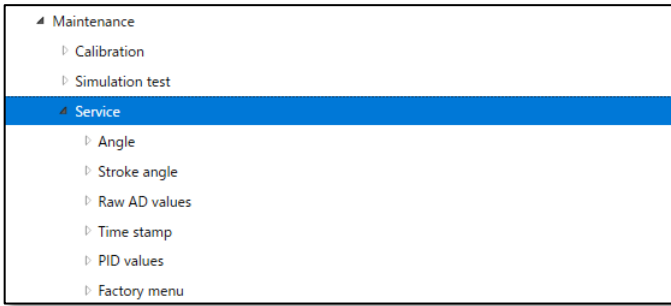 Maintenance
Calibration
Simulation test
Service
Angle
Stroke angle
Raw AD values
Time stamp
PID values
Factory menu